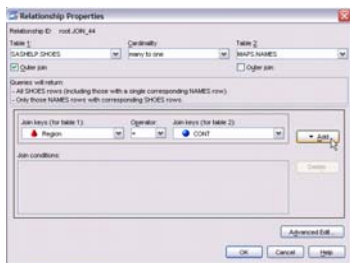 Relationship Properties
Relationship ID: root.JOIN_44
Table 1: Cardinality Table 2:
SASHELP.SHOES many to one MAPS.NAMES
Outer join Outer join
Queries will return:
- All SHOES rows (including those with a single corresponding NAMES row)
- Only those NAMES rows with corresponding SHOES rows.
Join keys (for table 1): Operator: Join keys (for table 2):
Region = CONT Add
Join conditions:
Delete
Advanced Edit...
OK Cancel Help